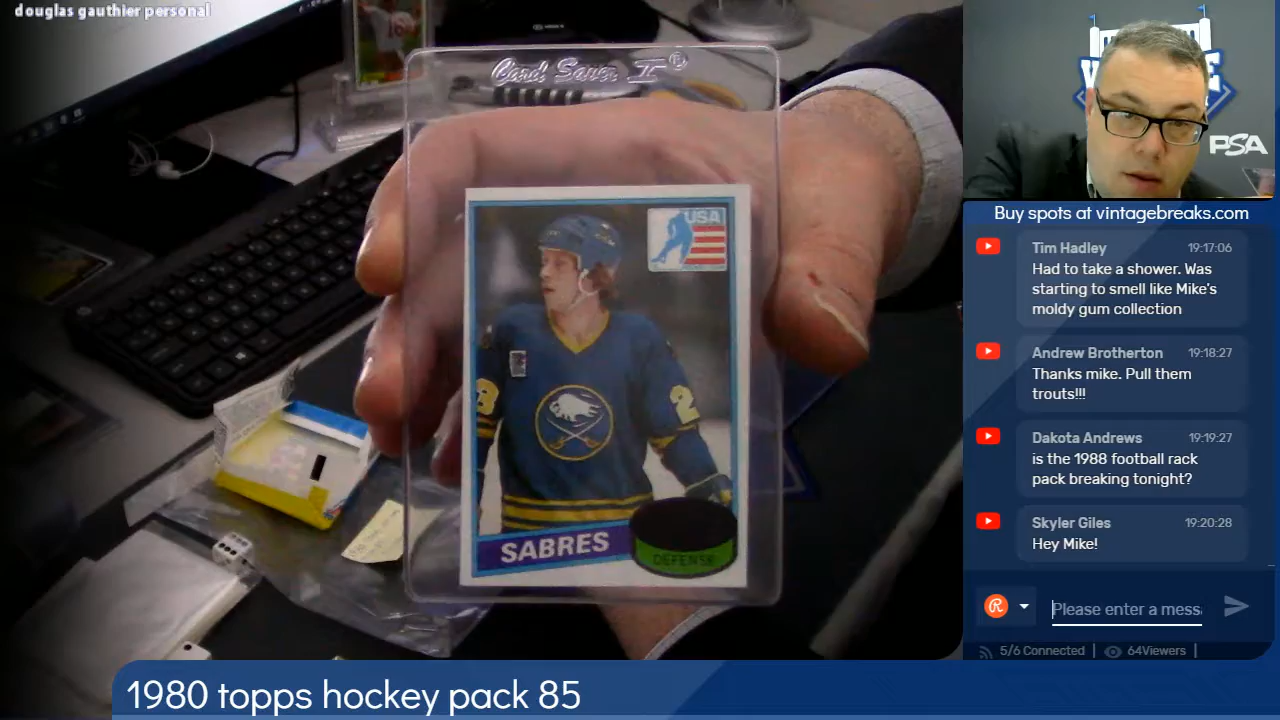 douglas gauthier personal
Card Saver II®
USA
2
3
SABRES
DEFENSE
PSA
Buy spots at vintagebreaks.com
Tim Hadley 19:17:06
Had to take a shower. Was
starting to smell like Mike's
moldy gum collection
Andrew Brotherton 19:18:27
Thanks mike. Pull them
trouts!!!
Dakota Andrews 19:19:27
is the 1988 football rack
pack breaking tonight?
Skyler Giles 19:20:28
Hey Mike!
Please enter a mess
5/6 Connected | 64Viewers |
1980 topps hockey pack 85